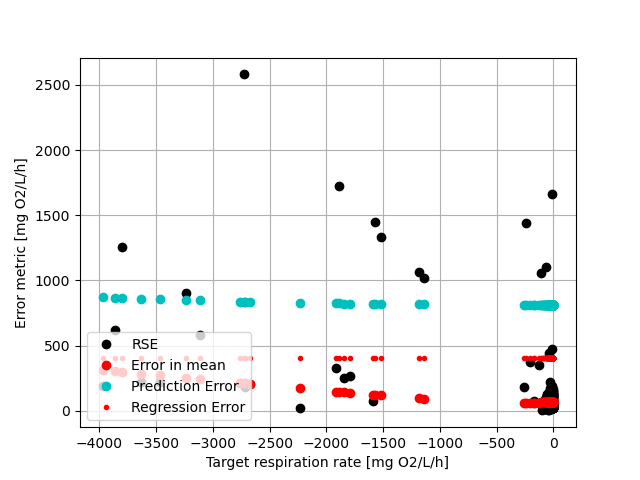 2500
2000
1500
1000
500
0
Error metric [mg O2/L/h]
RSE
Error in mean
Prediction Error
Regression Error
−4000 −3500 −3000 −2500 −2000 −1500 −1000 −500 0
Target respiration rate [mg O2/L/h]